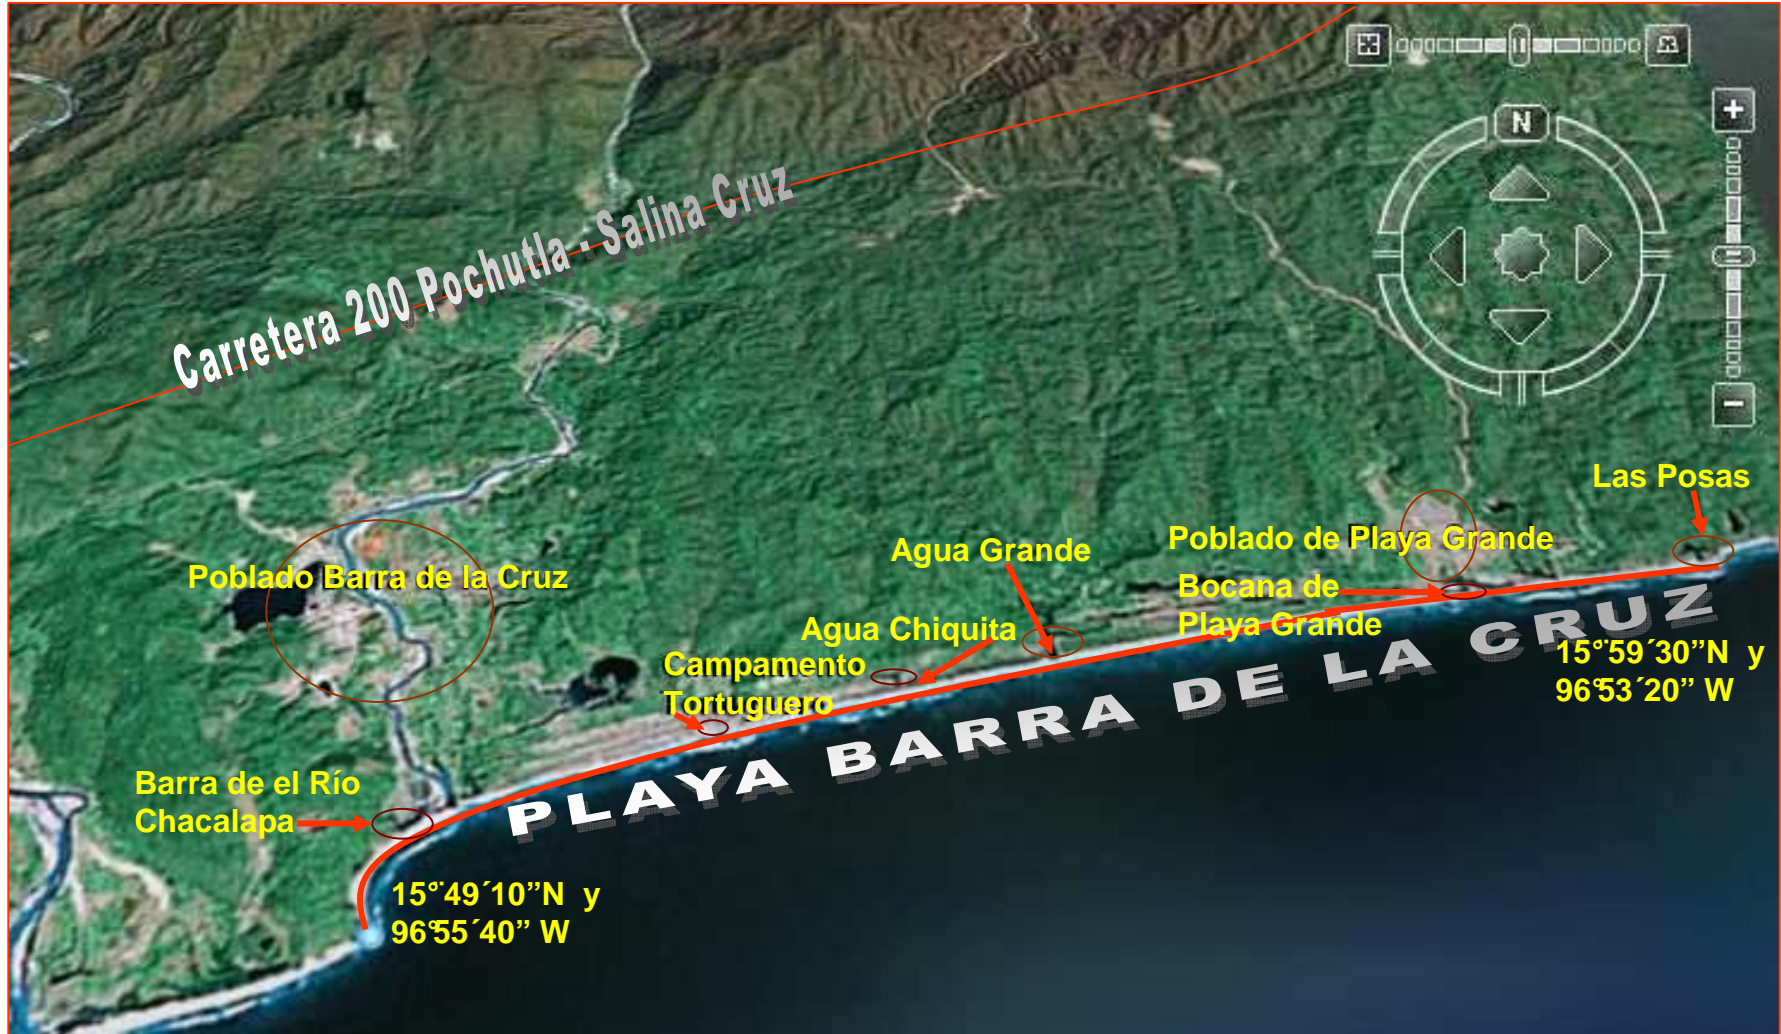 N
+
Carretera 200 Pochutla - Salina Cruz
−
Las Posas
Agua Grande
Poblado de Playa Grande
Poblado Barra de la Cruz
Bocana de
Playa Grande
Agua Chiquita
Campamento
Tortuguero
15°59´30”N y
96°53´20” W
PLAYA BARRA DE LA CRUZ
Barra de el Río
Chacalapa
15°49´10”N y
96°55´40” W